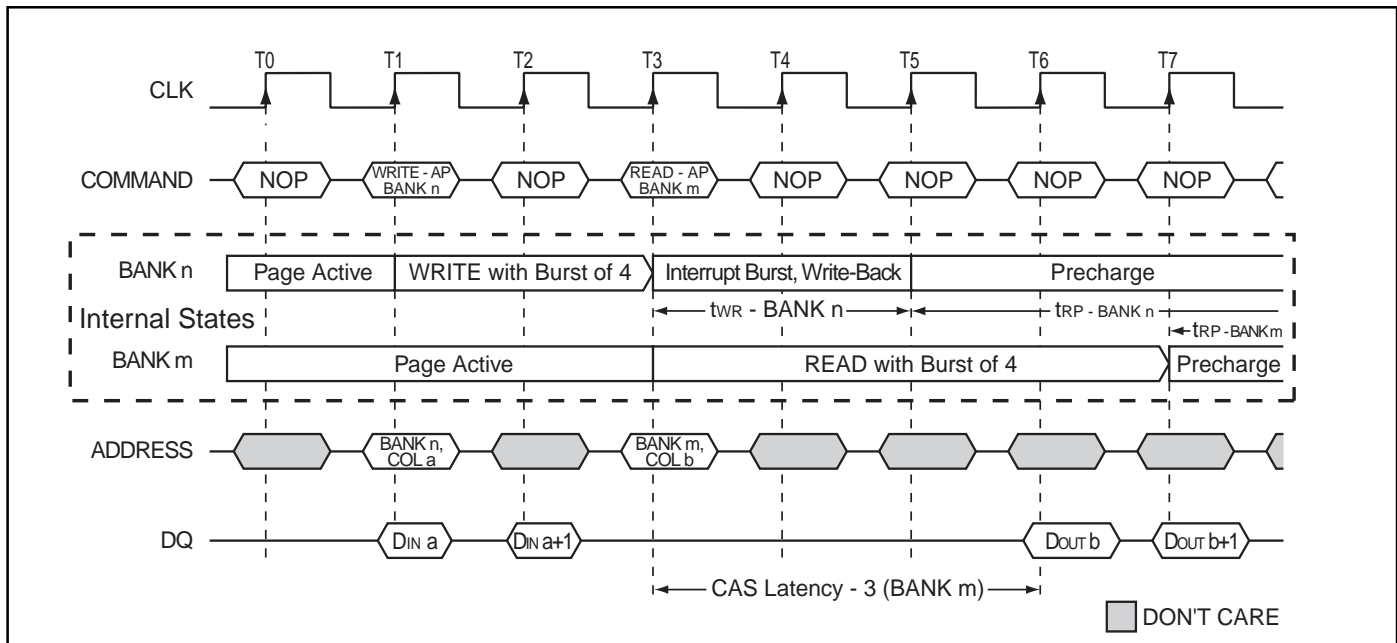 T0 T1 T2 T3 T4 T5 T6 T7
CLK
COMMAND NOP WRITE - AP BANK n NOP READ - AP BANK m NOP NOP NOP NOP
BANK n Page Active WRITE with Burst of 4 Interrupt Burst, Write-Back Precharge
tWR - BANK n tRP - BANK n
Internal States
tRP - BANK m
BANK m Page Active READ with Burst of 4 Precharge
ADDRESS BANK n, COL a BANK m, COL b
DQ DIN a DIN a+1 DOUT b DOUT b+1
CAS Latency - 3 (BANK m)
DON'T CARE